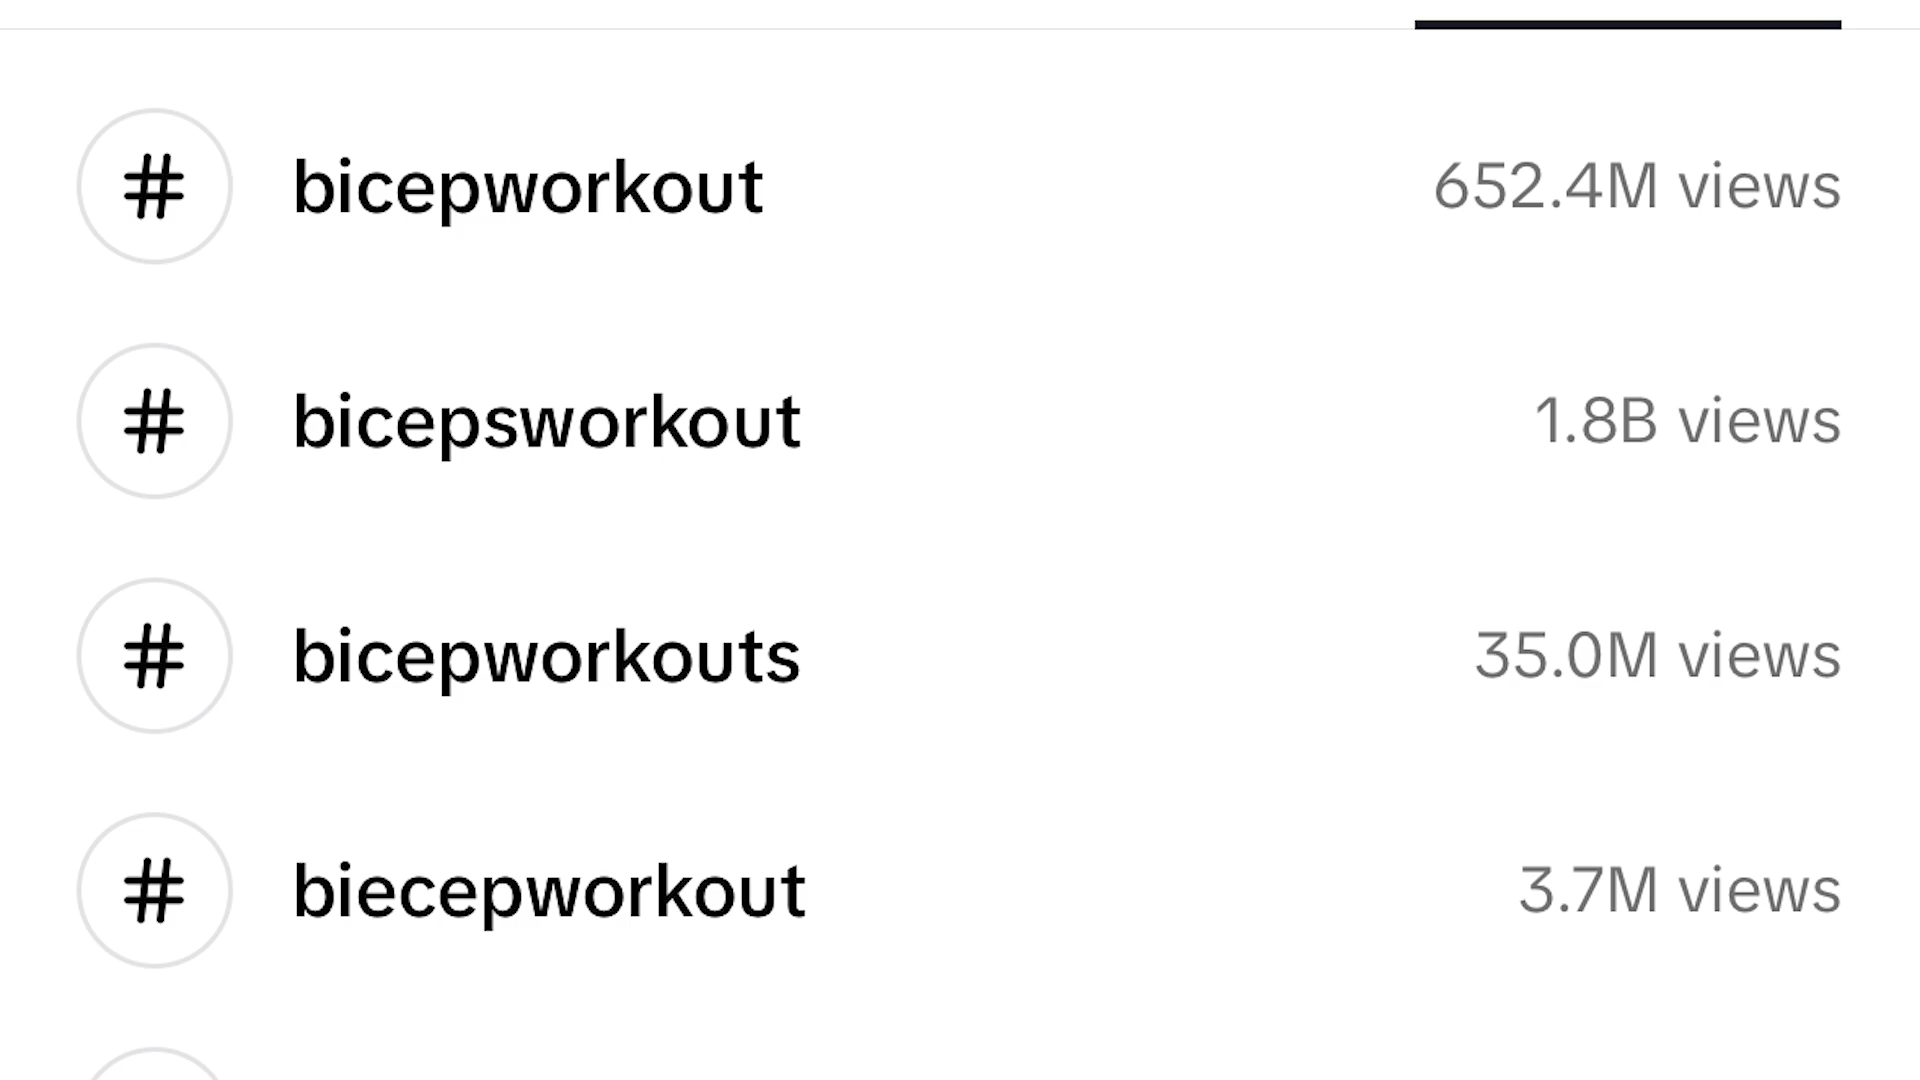 # bicepworkout 652.4M views
# bicepsworkout 1.8B views
# bicepworkouts 35.0M views
# biecepworkout 3.7M views